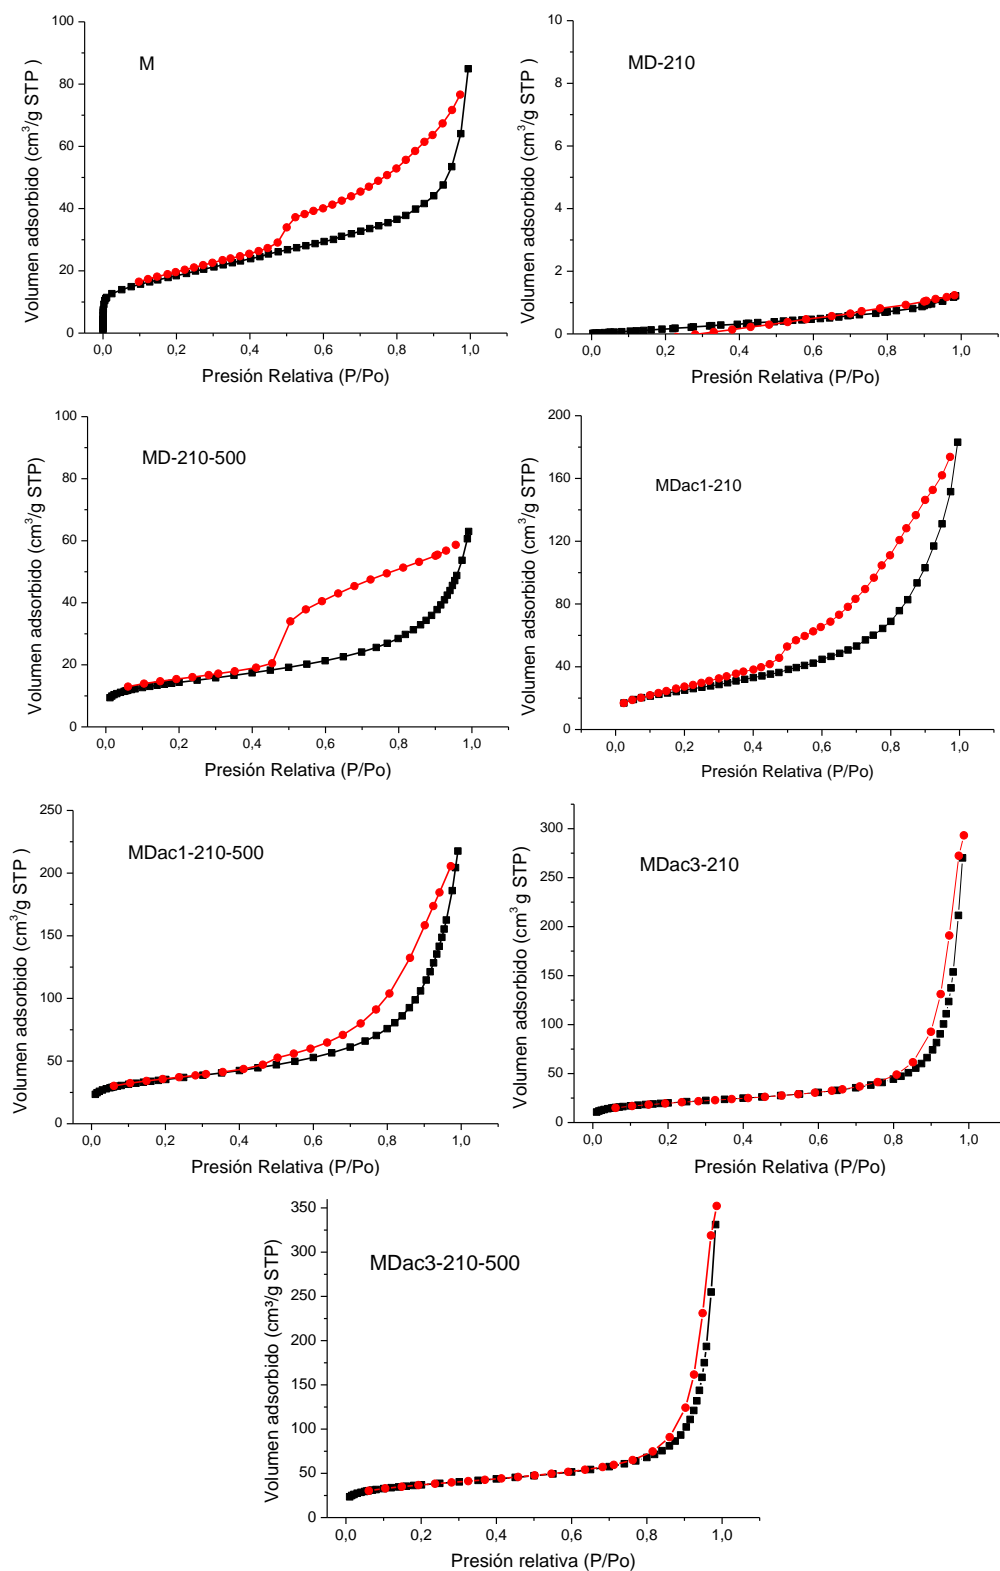 M
Volumen adsorbido (cm³/g STP )
100
80
60
40
20
0
0,0 0,2 0,4 0,6 0,8 1,0
Presión Relativa (P/Po)
MD-210
Volumen adsorbido (cm³/g STP )
10
8
6
4
2
0
0,0 0,2 0,4 0,6 0,8 1,0
Presión Relativa (P/Po)
MD-210-500
Volumen adsorbido (cm³/g STP)
100
80
60
40
20
0
0,0 0,2 0,4 0,6 0,8 1,0
Presión Relativa (P/Po)
MDac1-210
Volumen adsorbido (cm³/g STP)
200
160
120
80
40
0
0,0 0,2 0,4 0,6 0,8 1,0
Presión Relativa (P/Po)
MDac1-210-500
Volumen adsorbido (cm³/g STP )
250
200
150
100
50
0
0,0 0,2 0,4 0,6 0,8 1,0
Presión Relativa (P/Po)
MDac3-210
Volumen adsorbido (cm³ g STP)
300
250
200
150
100
50
0
0,0 0,2 0,4 0,6 0,8 1,0
Presión Relativa (P/Po)
MDac3-210-500
Volumen adsorbido (cm³/g STP)
350
300
250
200
150
100
50
0
0,0 0,2 0,4 0,6 0,8 1,0
Presión relativa (P/Po)